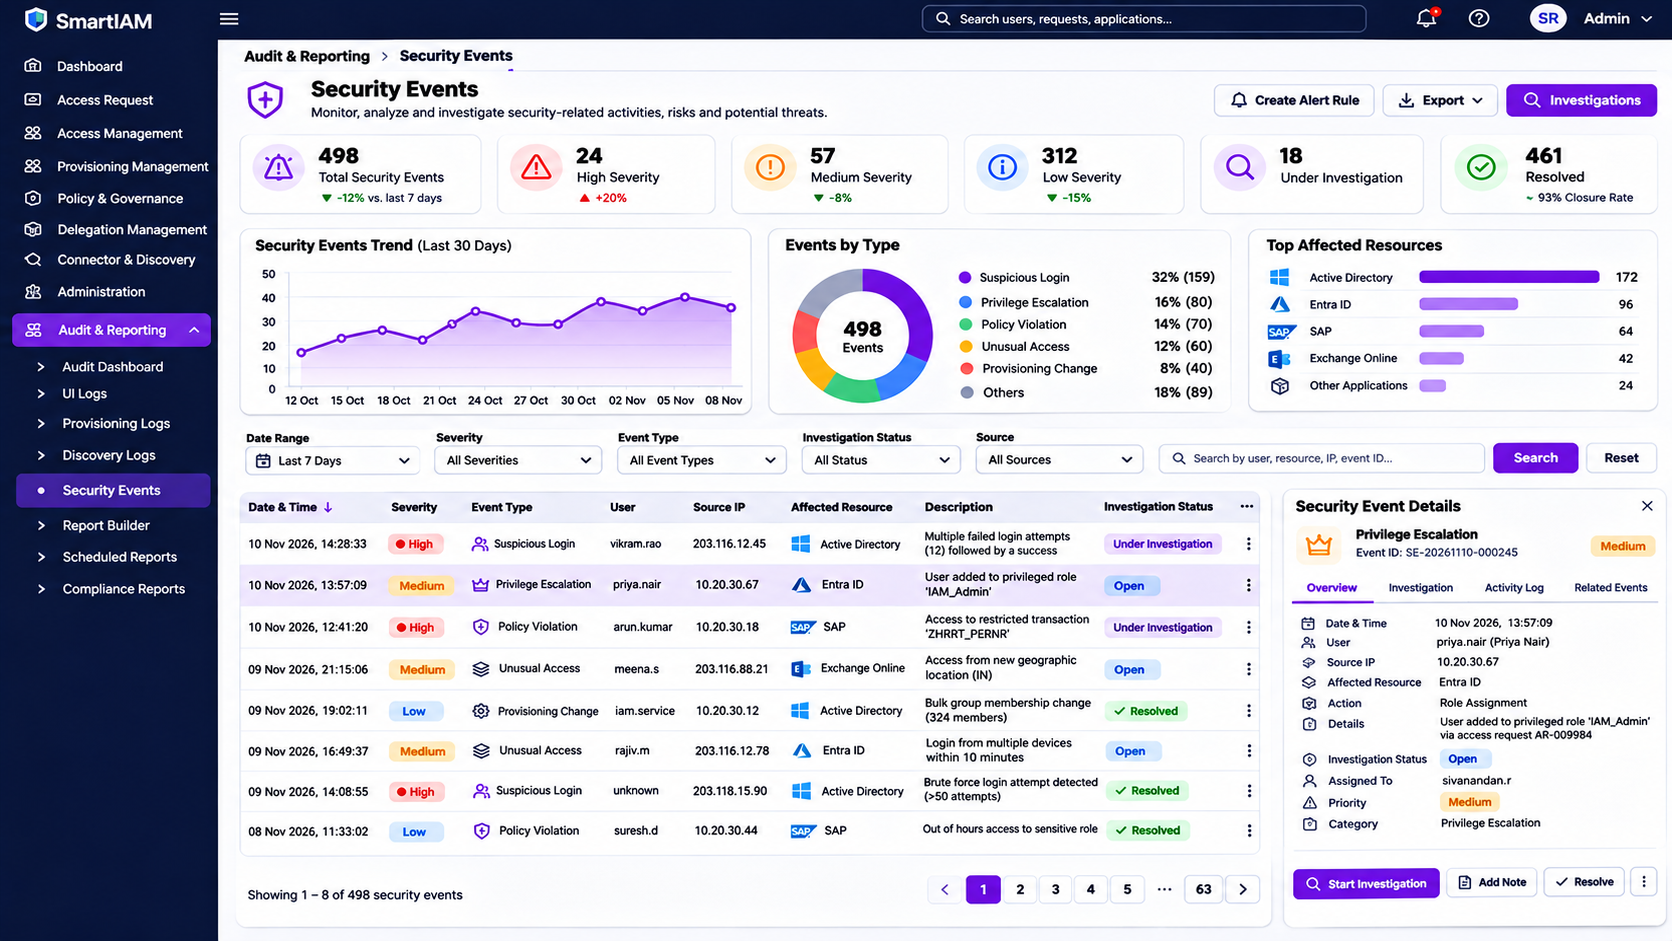 SmartIAM
Search users, requests, applications...
SR
Admin
Dashboard
Access Request
Access Management
Provisioning Management
Policy & Governance
Delegation Management
Connector & Discovery
Administration
Audit & Reporting
Audit Dashboard
UI Logs
Provisioning Logs
Discovery Logs
Security Events
Report Builder
Scheduled Reports
Compliance Reports
Audit & Reporting > Security Events
Security Events
Monitor, analyze and investigate security-related activities, risks and potential threats.
Create Alert Rule
Export
Investigations
498
Total Security Events
▼ -12% vs. last 7 days
24
High Severity
▲ +20%
57
Medium Severity
▼ -8%
312
Low Severity
▼ -15%
18
Under Investigation
461
Resolved
~ 93% Closure Rate
Security Events Trend (Last 30 Days)
50
40
30
20
10
0
12 Oct 15 Oct 18 Oct 21 Oct 24 Oct 27 Oct 30 Oct 02 Nov 05 Nov 08 Nov
Events by Type
498
Events
Suspicious Login 32% (159)
Privilege Escalation 16% (80)
Policy Violation 14% (70)
Unusual Access 12% (60)
Provisioning Change 8% (40)
Others 18% (89)
Top Affected Resources
Active Directory 172
Entra ID 96
SAP SAP 64
Exchange Online 42
Other Applications 24
Date Range
Last 7 Days
Severity
All Severities
Event Type
All Event Types
Investigation Status
All Status
Source
All Sources
Search by user, resource, IP, event ID...
Search
Reset
Date & Time ↓ Severity Event Type User Source IP Affected Resource Description Investigation Status ···
10 Nov 2026, 14:28:33 High Suspicious Login vikram.rao 203.116.12.45 Active Directory Multiple failed login attempts
(12) followed by a success Under Investigation
10 Nov 2026, 13:57:09 Medium Privilege Escalation priya.nair 10.20.30.67 Entra ID User added to privileged role
'IAM_Admin' Open
10 Nov 2026, 12:41:20 High Policy Violation arun.kumar 10.20.30.18 SAP SAP Access to restricted transaction
'ZHRRT_PERNR' Under Investigation
09 Nov 2026, 21:15:06 Medium Unusual Access meena.s 203.116.88.21 Exchange Online Access from new geographic
location (IN) Open
09 Nov 2026, 19:02:11 Low Provisioning Change iam.service 10.20.30.12 Active Directory Bulk group membership change
(324 members) Resolved
09 Nov 2026, 16:49:37 Medium Unusual Access rajiv.m 203.116.12.78 Entra ID Login from multiple devices
within 10 minutes Open
09 Nov 2026, 14:08:55 High Suspicious Login unknown 203.118.15.90 Active Directory Brute force login attempt detected
(>50 attempts) Resolved
08 Nov 2026, 11:33:02 Low Policy Violation suresh.d 10.20.30.44 SAP SAP Out of hours access to sensitive role Resolved
Showing 1 – 8 of 498 security events
< 1 2 3 4 5 ··· 63 >
Security Event Details
Privilege Escalation
Event ID: SE-20261110-000245
Medium
Overview Investigation Activity Log Related Events
Date & Time 10 Nov 2026, 13:57:09
User priya.nair (Priya Nair)
Source IP 10.20.30.67
Affected Resource Entra ID
Action Role Assignment
Details User added to privileged role 'IAM_Admin'
via access request AR-009984
Investigation Status Open
Assigned To sivanandan.r
Priority Medium
Category Privilege Escalation
Start Investigation
Add Note
Resolve